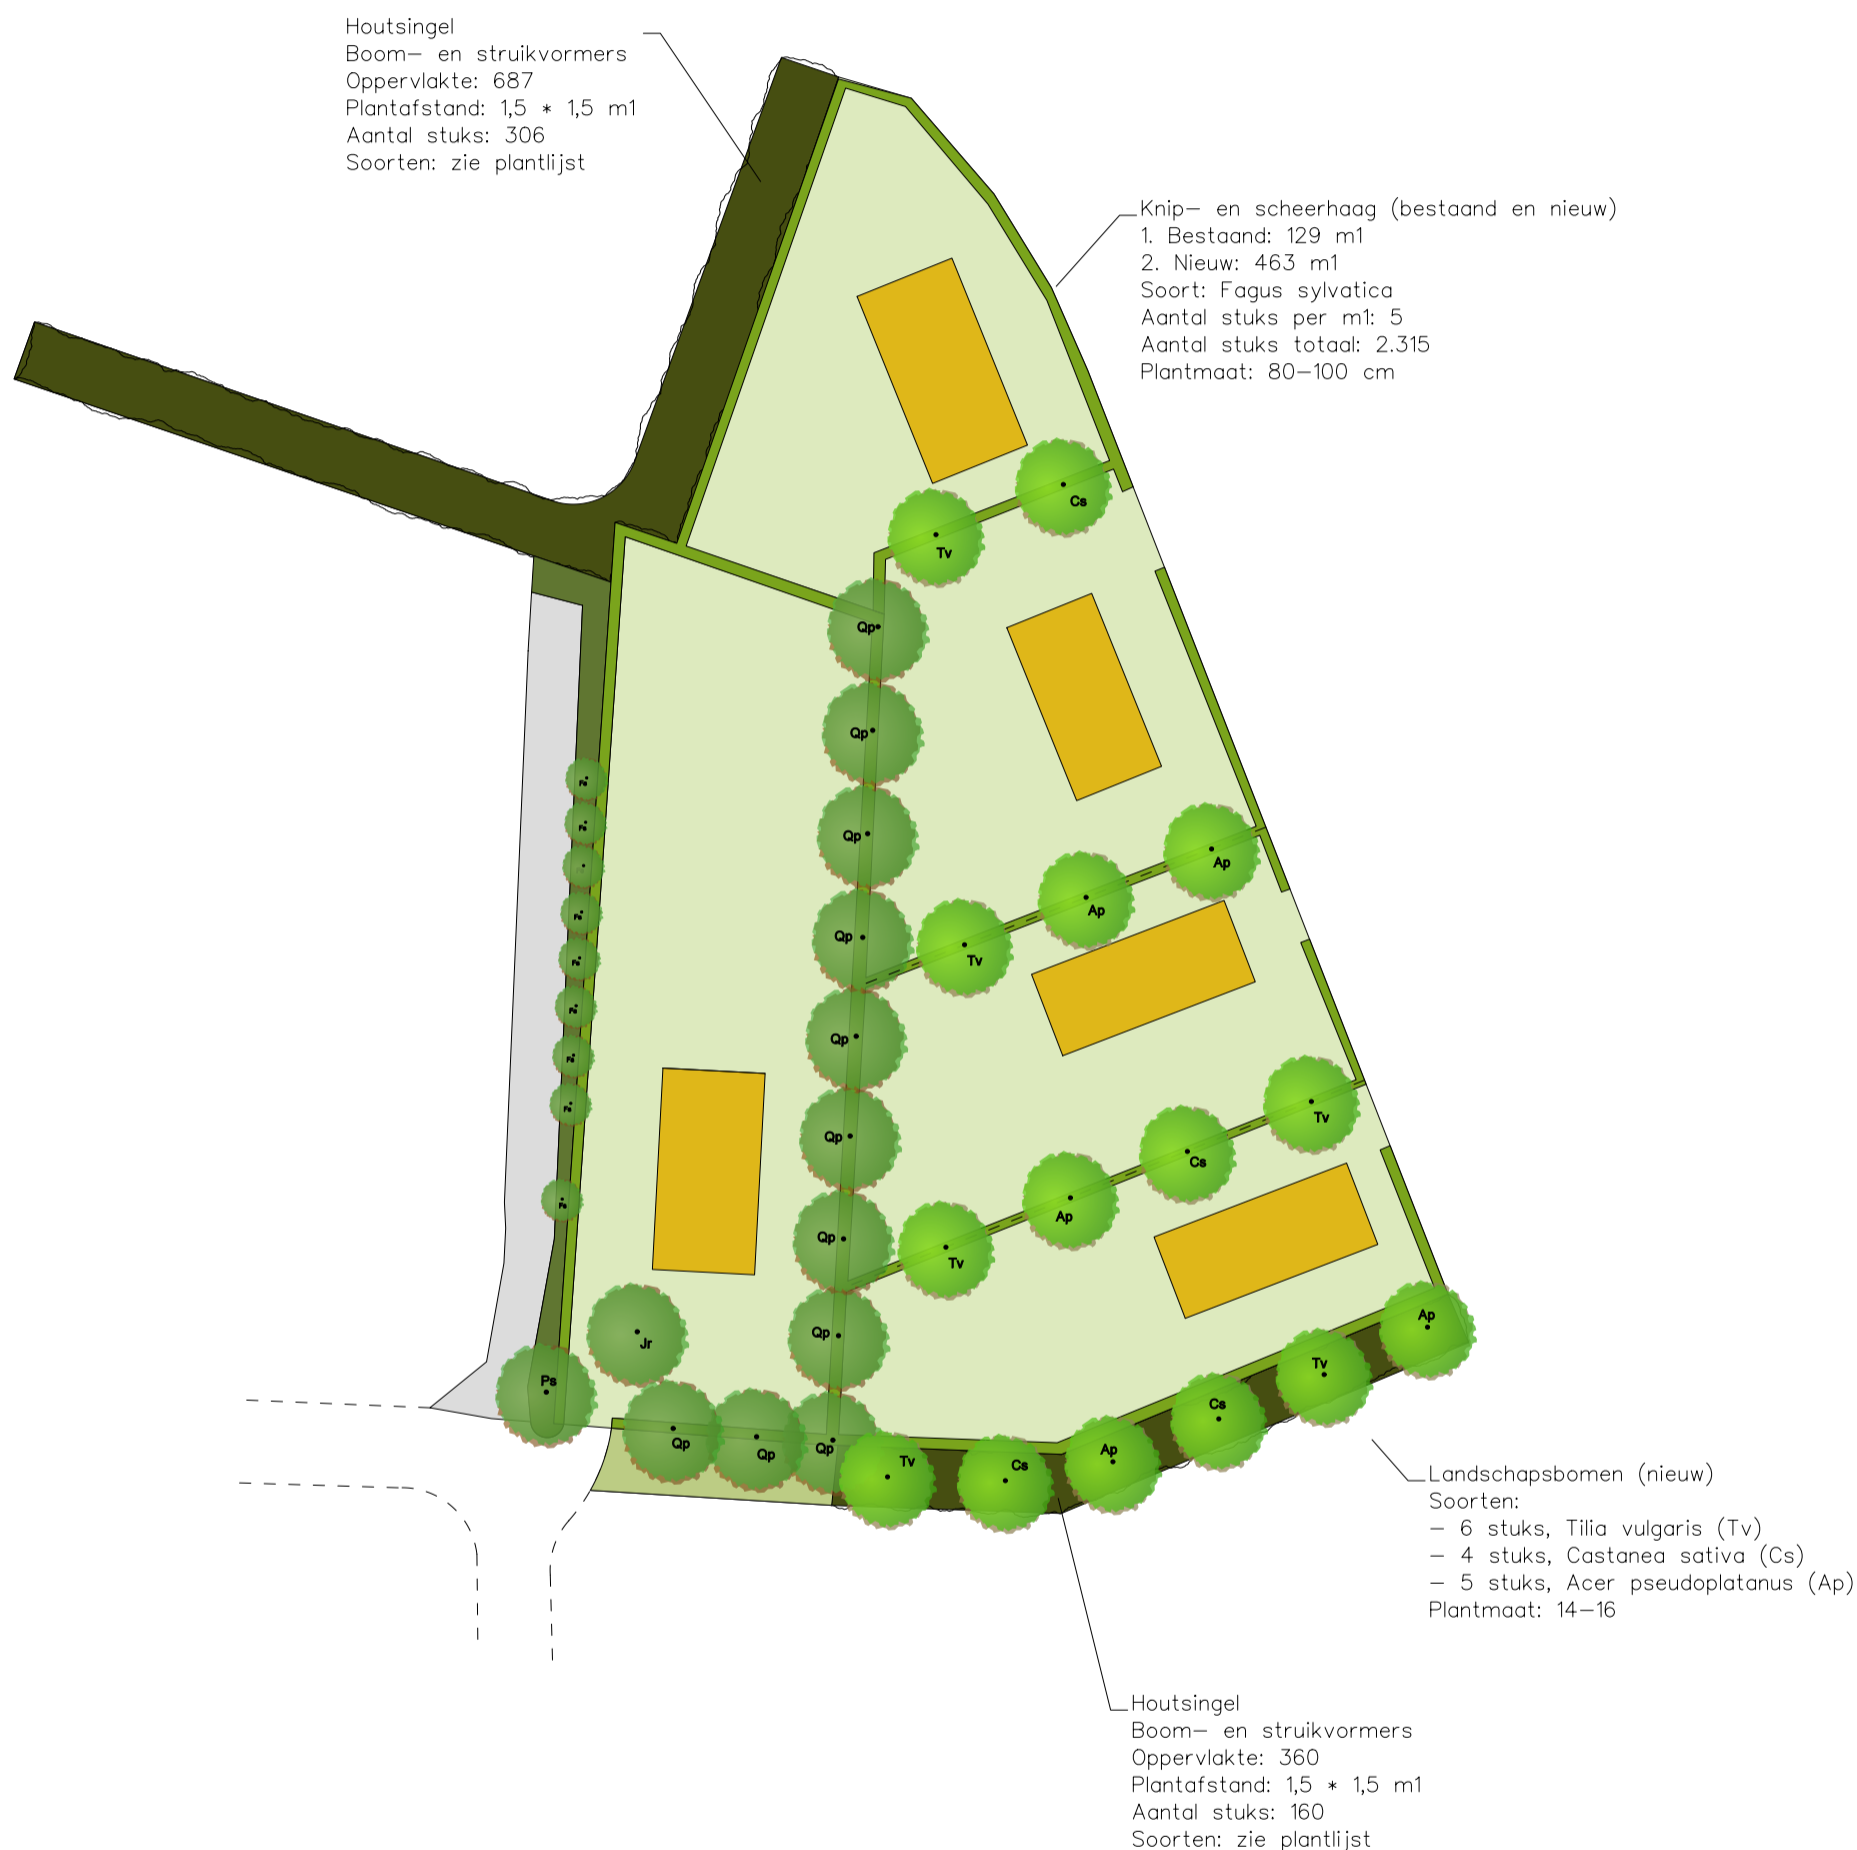 Houtsingel
Boom- en struikvormers
Oppervlakte: 687
Plantafstand: 1,5 * 1,5 m1
Aantal stuks: 306
Soorten: zie plantlijst
Knip- en scheerhaag (bestaand en nieuw)
1. Bestaand: 129 m1
2. Nieuw: 463 m1
Soort: Fagus sylvatica
Aantal stuks per m1: 5
Aantal stuks totaal: 2.315
Plantmaat: 80-100 cm
Cs
Tv
Qp
Qp
Qp
Ap
Ap
Qp
Tv
Qp
Tv
Qp
Cs
Ap
Qp
Tv
Ap
Qp
Jr
Tv
Ps
Cs
Qp
Qp
Qp
Tv
Cs
Ap
Landschapsbomen (nieuw)
Soorten:
- 6 stuks, Tilia vulgaris (Tv)
- 4 stuks, Castanea sativa (Cs)
- 5 stuks, Acer pseudoplatanus (Ap)
Plantmaat: 14-16
Houtsingel
Boom- en struikvormers
Oppervlakte: 360
Plantafstand: 1,5 * 1,5 m1
Aantal stuks: 160
Soorten: zie plantlijst